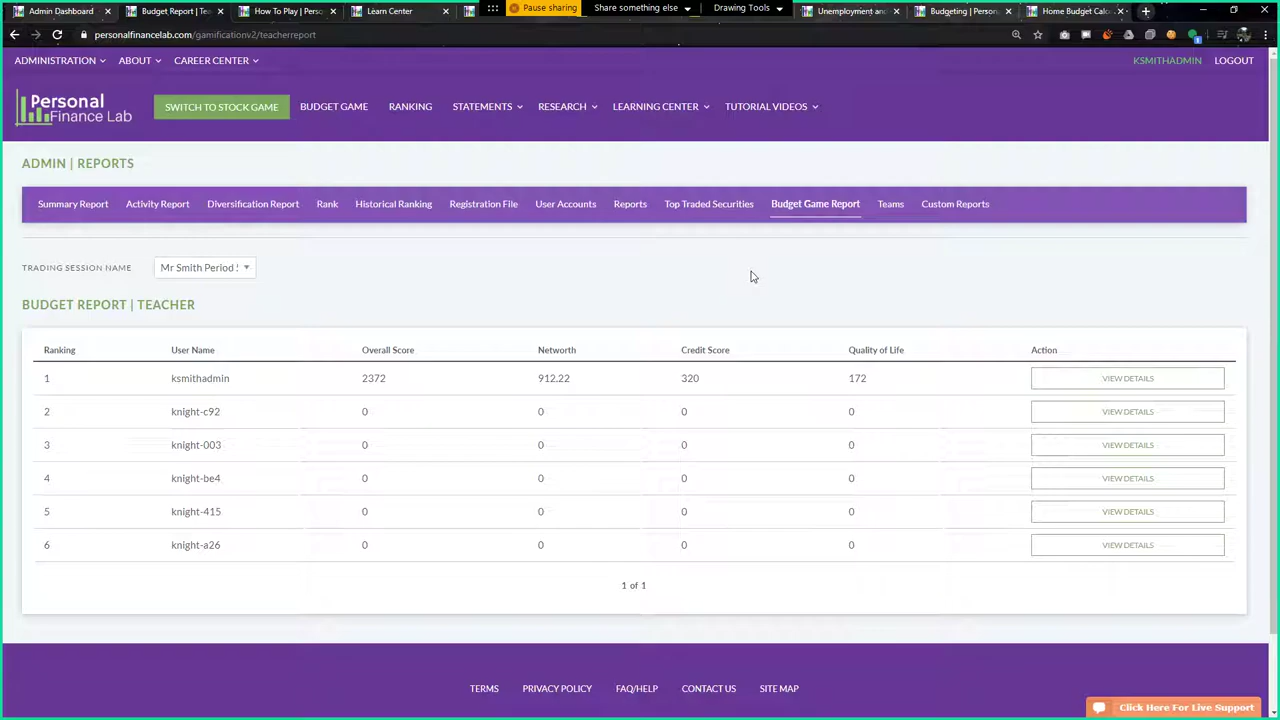 Admin Dashboard
Budget Report | Tea
How To Play | Perso
Learn Center
Pause sharing
Share something else
Drawing Tools
Unemployment and
Budgeting | Persona
Home Budget Calc
personalfinancelab.com/gamificationv2/teacherreport
ADMINISTRATION ABOUT CAREER CENTER KSMITHADMIN LOGOUT
Personal
Finance Lab
SWITCH TO STOCK GAME BUDGET GAME RANKING STATEMENTS RESEARCH LEARNING CENTER TUTORIAL VIDEOS
ADMIN | REPORTS
Summary Report Activity Report Diversification Report Rank Historical Ranking Registration File User Accounts Reports Top Traded Securities Budget Game Report Teams Custom Reports
TRADING SESSION NAME Mr Smith Period
BUDGET REPORT | TEACHER
Ranking User Name Overall Score Networth Credit Score Quality of Life Action
1 ksmithadmin 2372 912.22 320 172 VIEW DETAILS
2 knight-c92 0 0 0 0 VIEW DETAILS
3 knight-003 0 0 0 0 VIEW DETAILS
4 knight-be4 0 0 0 0 VIEW DETAILS
5 knight-415 0 0 0 0 VIEW DETAILS
6 knight-a26 0 0 0 0 VIEW DETAILS
1 of 1
TERMS PRIVACY POLICY FAQ/HELP CONTACT US SITE MAP
Click Here For Live Support